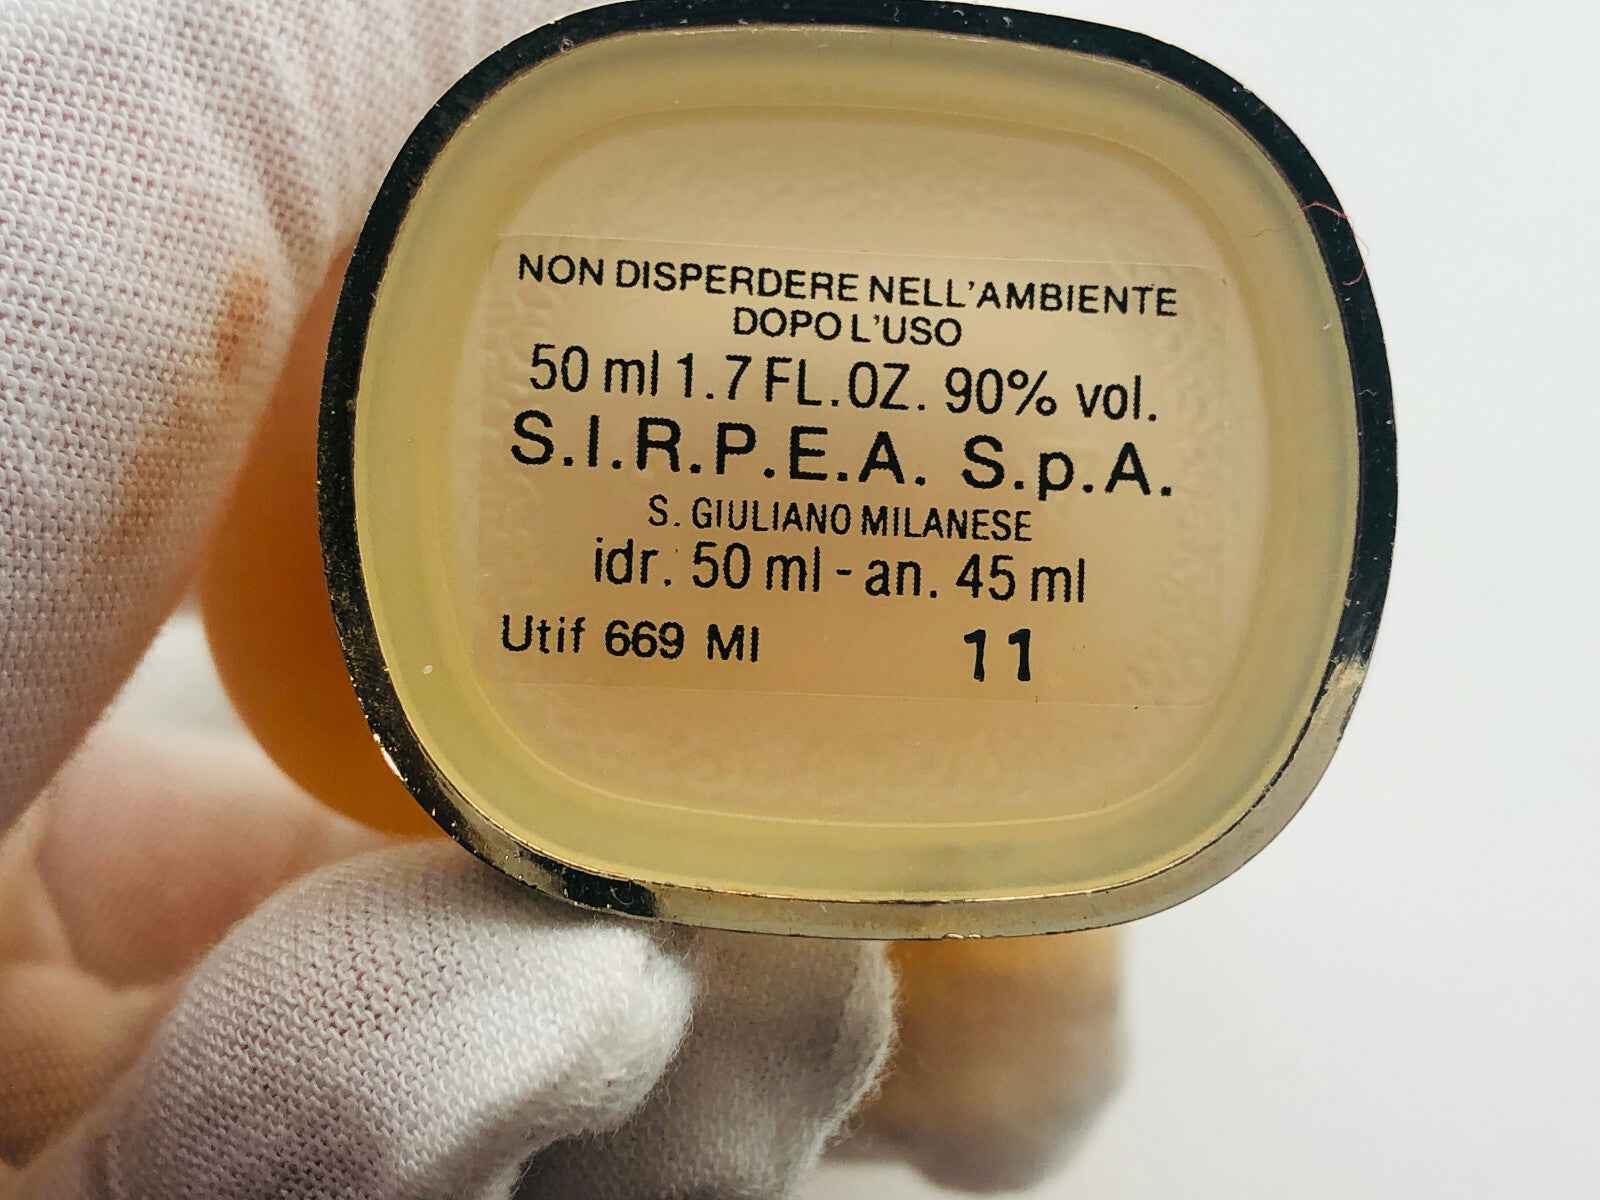 NON DISPERDERE NELL'AMBIENTE
DOPO L'USO
50 ml 1.7 FL.OZ. 90% vol.
S.I.R.P.E.A. S.p.A.
S. GIULIANO MILANESE
idr. 50 ml - an. 45 ml
Utif 669 MI 11